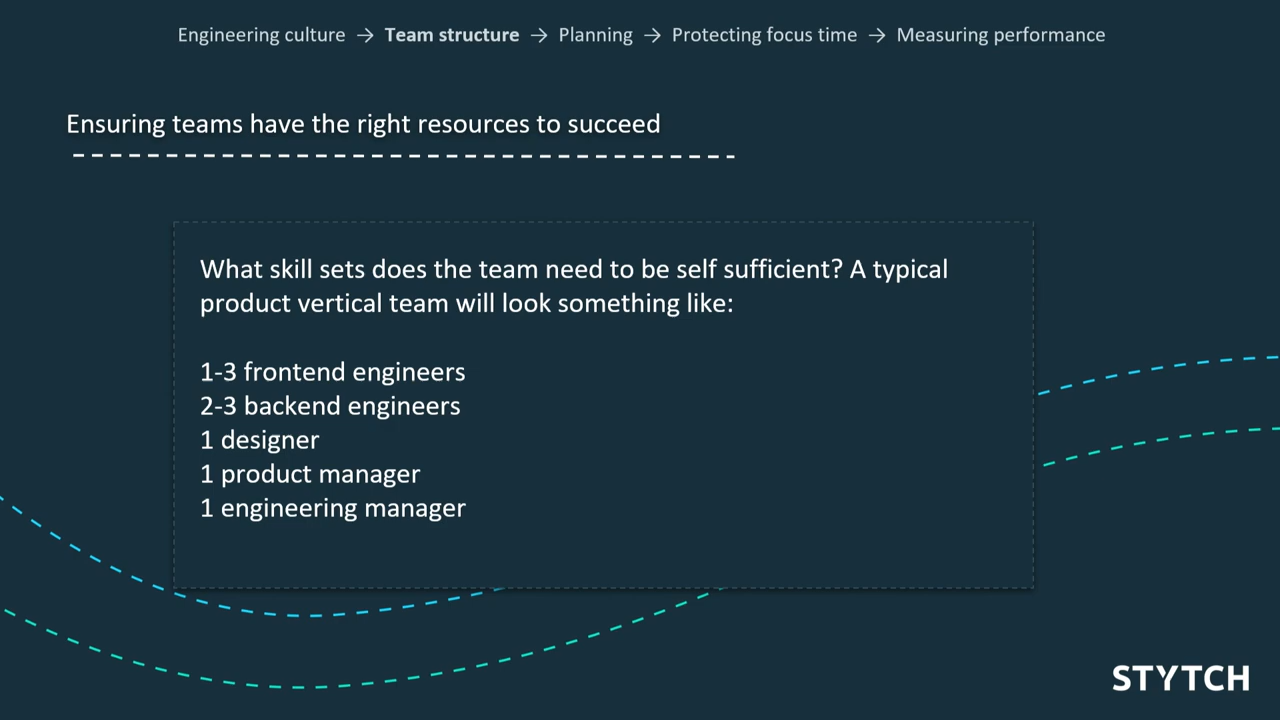 Engineering culture → Team structure → Planning → Protecting focus time → Measuring performance
Ensuring teams have the right resources to succeed
What skill sets does the team need to be self sufficient? A typical
product vertical team will look something like:
1-3 frontend engineers
2-3 backend engineers
1 designer
1 product manager
1 engineering manager
STYTCH